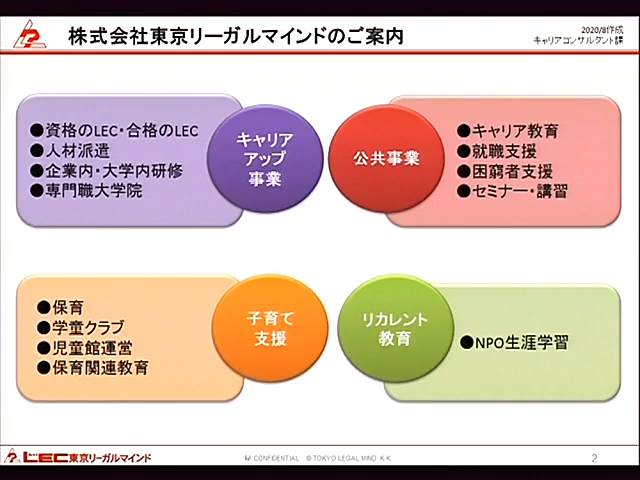 株式会社東京リーガルマインドのご案内
2020/8作成
キャリアコンサルタント課
●資格のLEC・合格のLEC
●人材派遣
●企業内・大学内研修
●専門職大学院
キャリア
アップ
事業
公共事業
●キャリア教育
●就職支援
●困窮者支援
●セミナー・講習
●保育
●学童クラブ
●児童館運営
●保育関連教育
子育て
支援
リカレント
教育
●NPO生涯学習
LEC東京リーガルマインド
CONFIDENTIAL © TOKYO LEGAL MIND K.K.
2